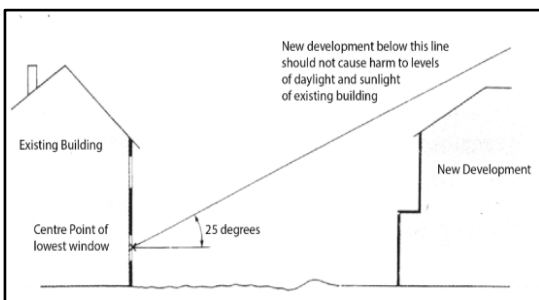 New development below this line
should not cause harm to levels
of daylight and sunlight
of existing building
Existing Building
New Development
Centre Point of
lowest window
25 degrees